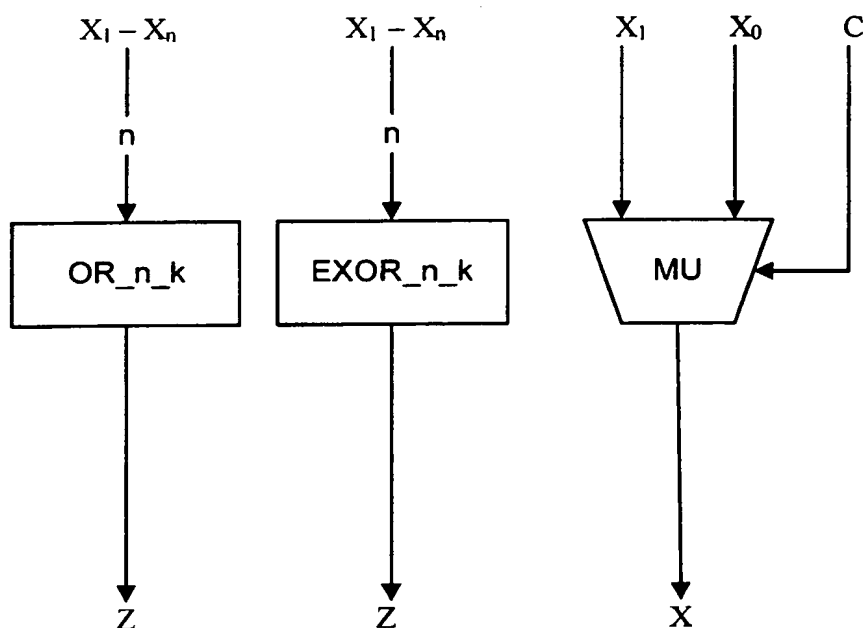 X₁ – Xₙ
X₁ – Xₙ
X₁
X₀
C
n
n
OR_n_k
EXOR_n_k
MU
Z
Z
X